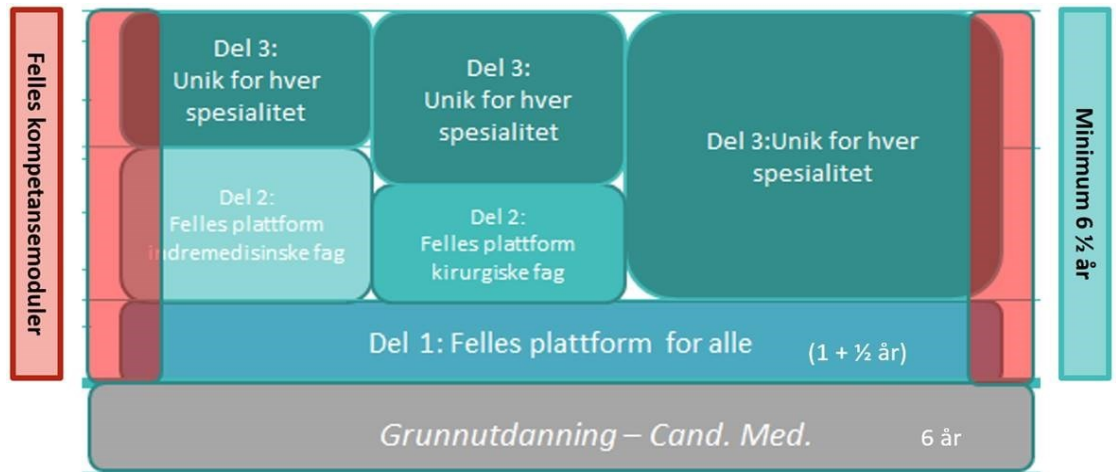 Felles kompetansemoduler
Del 3:
Unik for hver
spesialitet
Del 3:
Unik for hver
spesialitet
Del 3:Unik for hver
spesialitet
Del 2:
Felles plattform
indremedisinske fag
Del 2:
Felles plattform
kirurgiske fag
Del 1: Felles plattform for alle (1 + ½ år)
Grunnutdanning – Cand. Med. 6 år
Minimum 6 ½ år